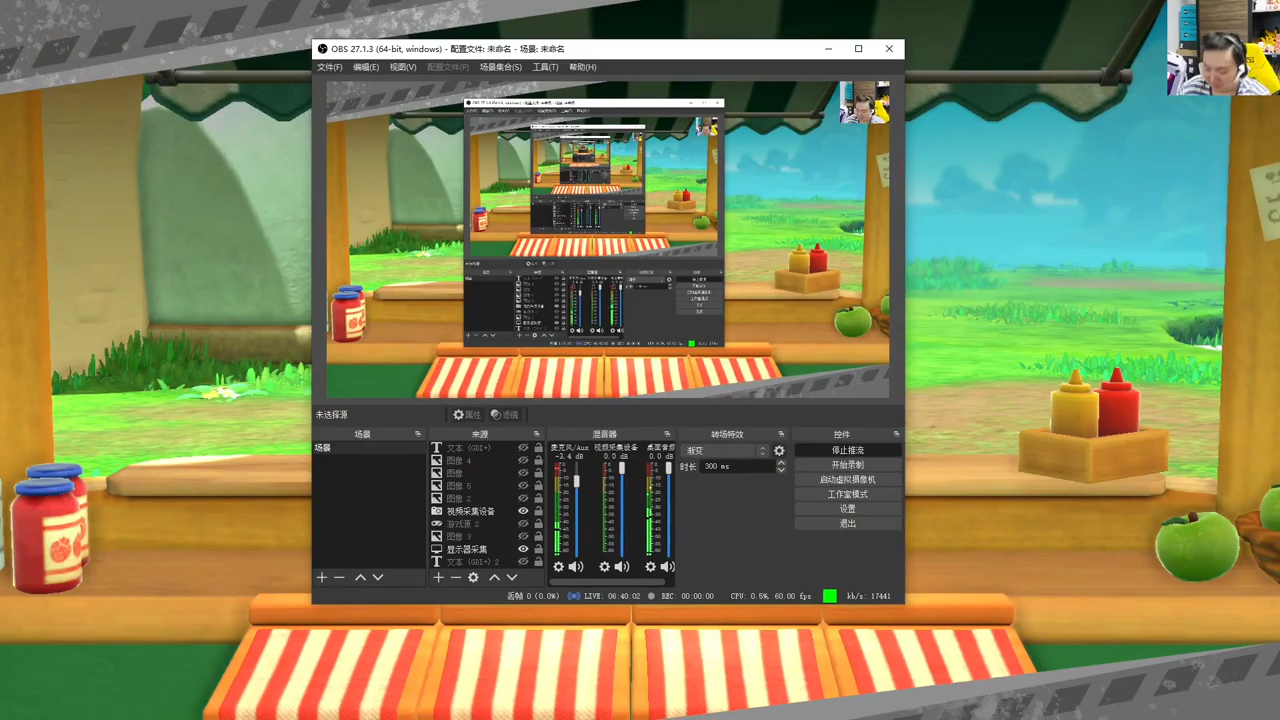 OBS 27.1.3 (64-bit, windows) - 配置文件: 未命名 - 场景: 未命名
文件(F) 编辑(E) 视图(V) 配置文件(P) 场景集合(S) 工具(T) 帮助(H)
未选择源 属性 滤镜
场景 来源 混音器 转场特效 控件
场景
文本 (GDI+)
图像 4
图像
图像 5
图像 2
视频采集设备
游戏源 2
图像 3
显示器采集
文本 (GDI+) 2
麦克风/Aux 视频采集设备 桌面音频
-3.4 dB 0.0 dB 0.0 dB
渐变
时长 300 ms
停止推流
开始录制
启动虚拟摄像机
工作室模式
设置
退出
丢帧 0 (0.0%) LIVE: 06:40:02 REC: 00:00:00 CPU: 0.5%, 60.00 fps kb/s: 17441